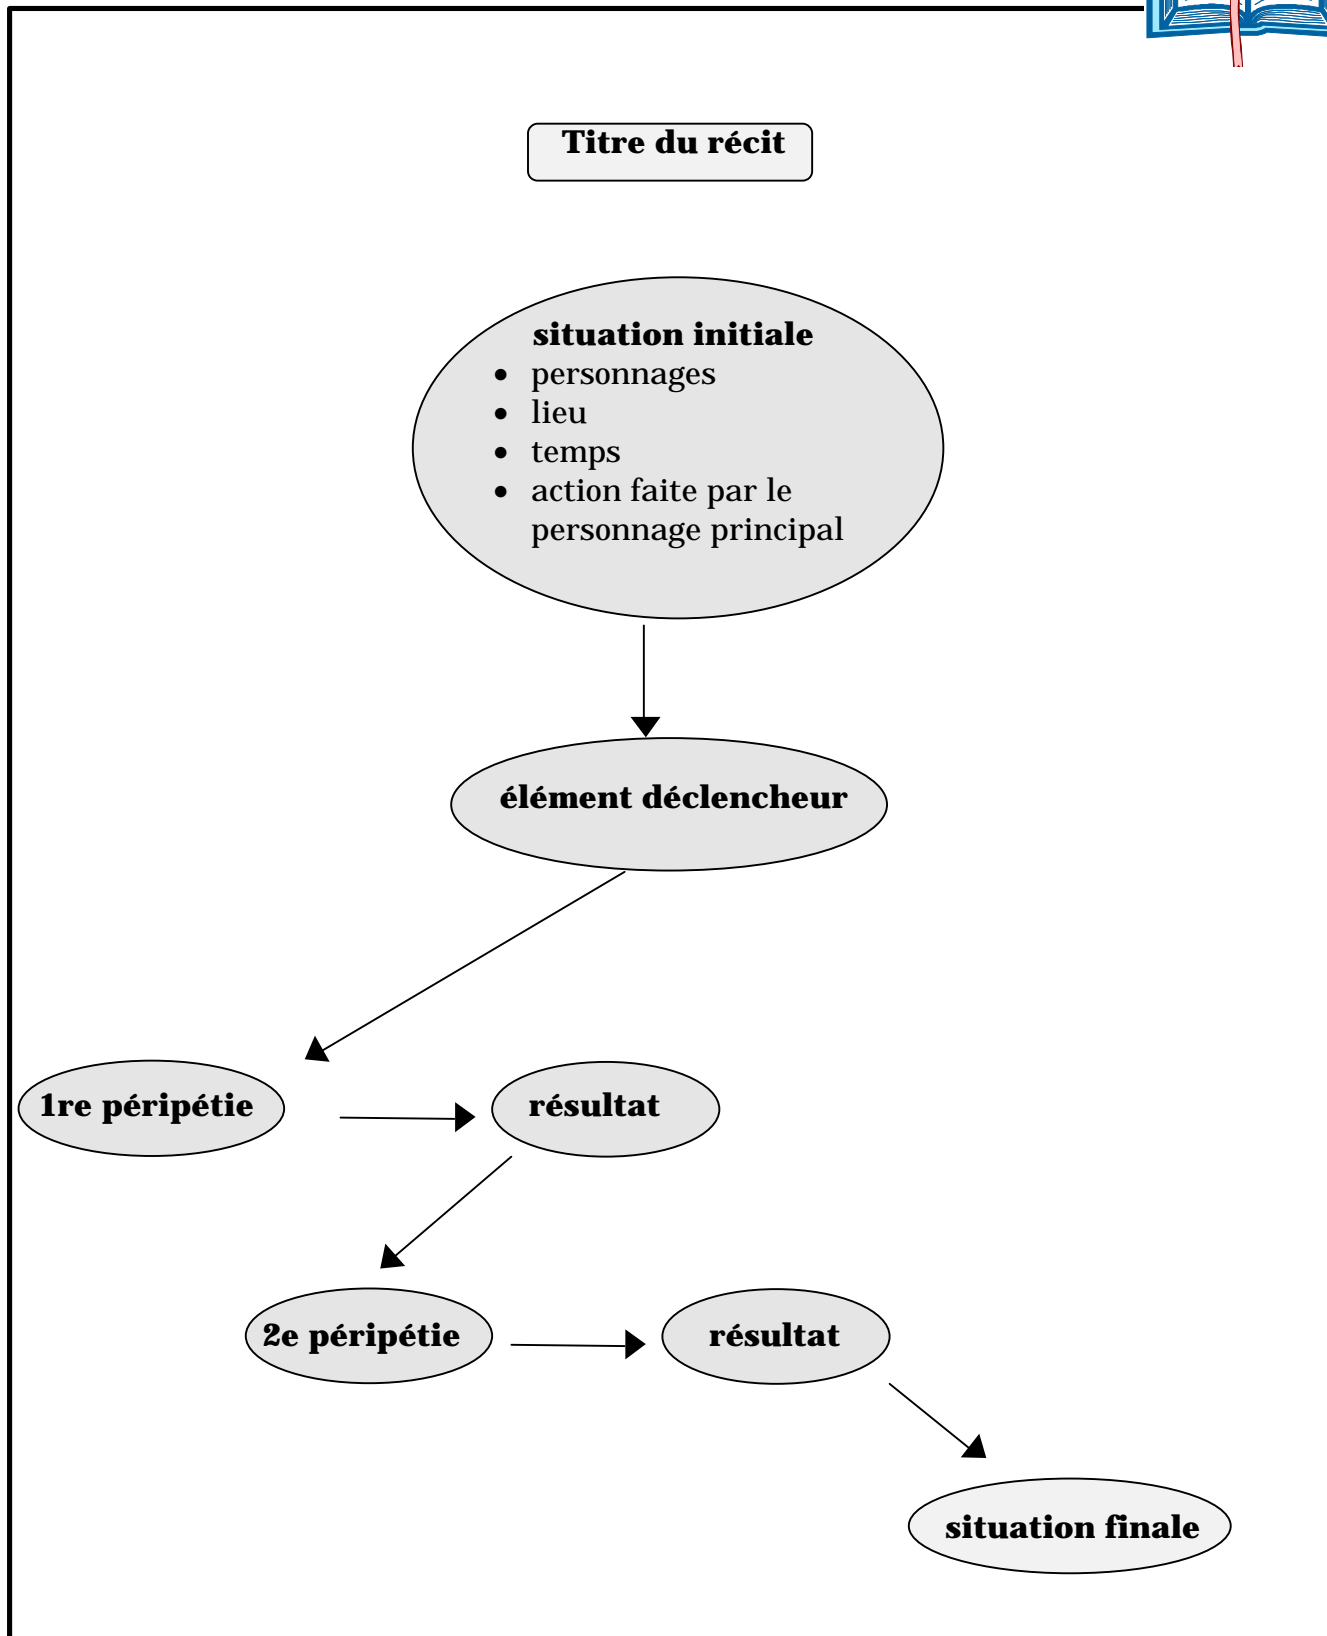 Titre du récit
situation initiale
• personnages
• lieu
• temps
• action faite par le
personnage principal
élément déclencheur
1re péripétie
résultat
2e péripétie
résultat
situation finale